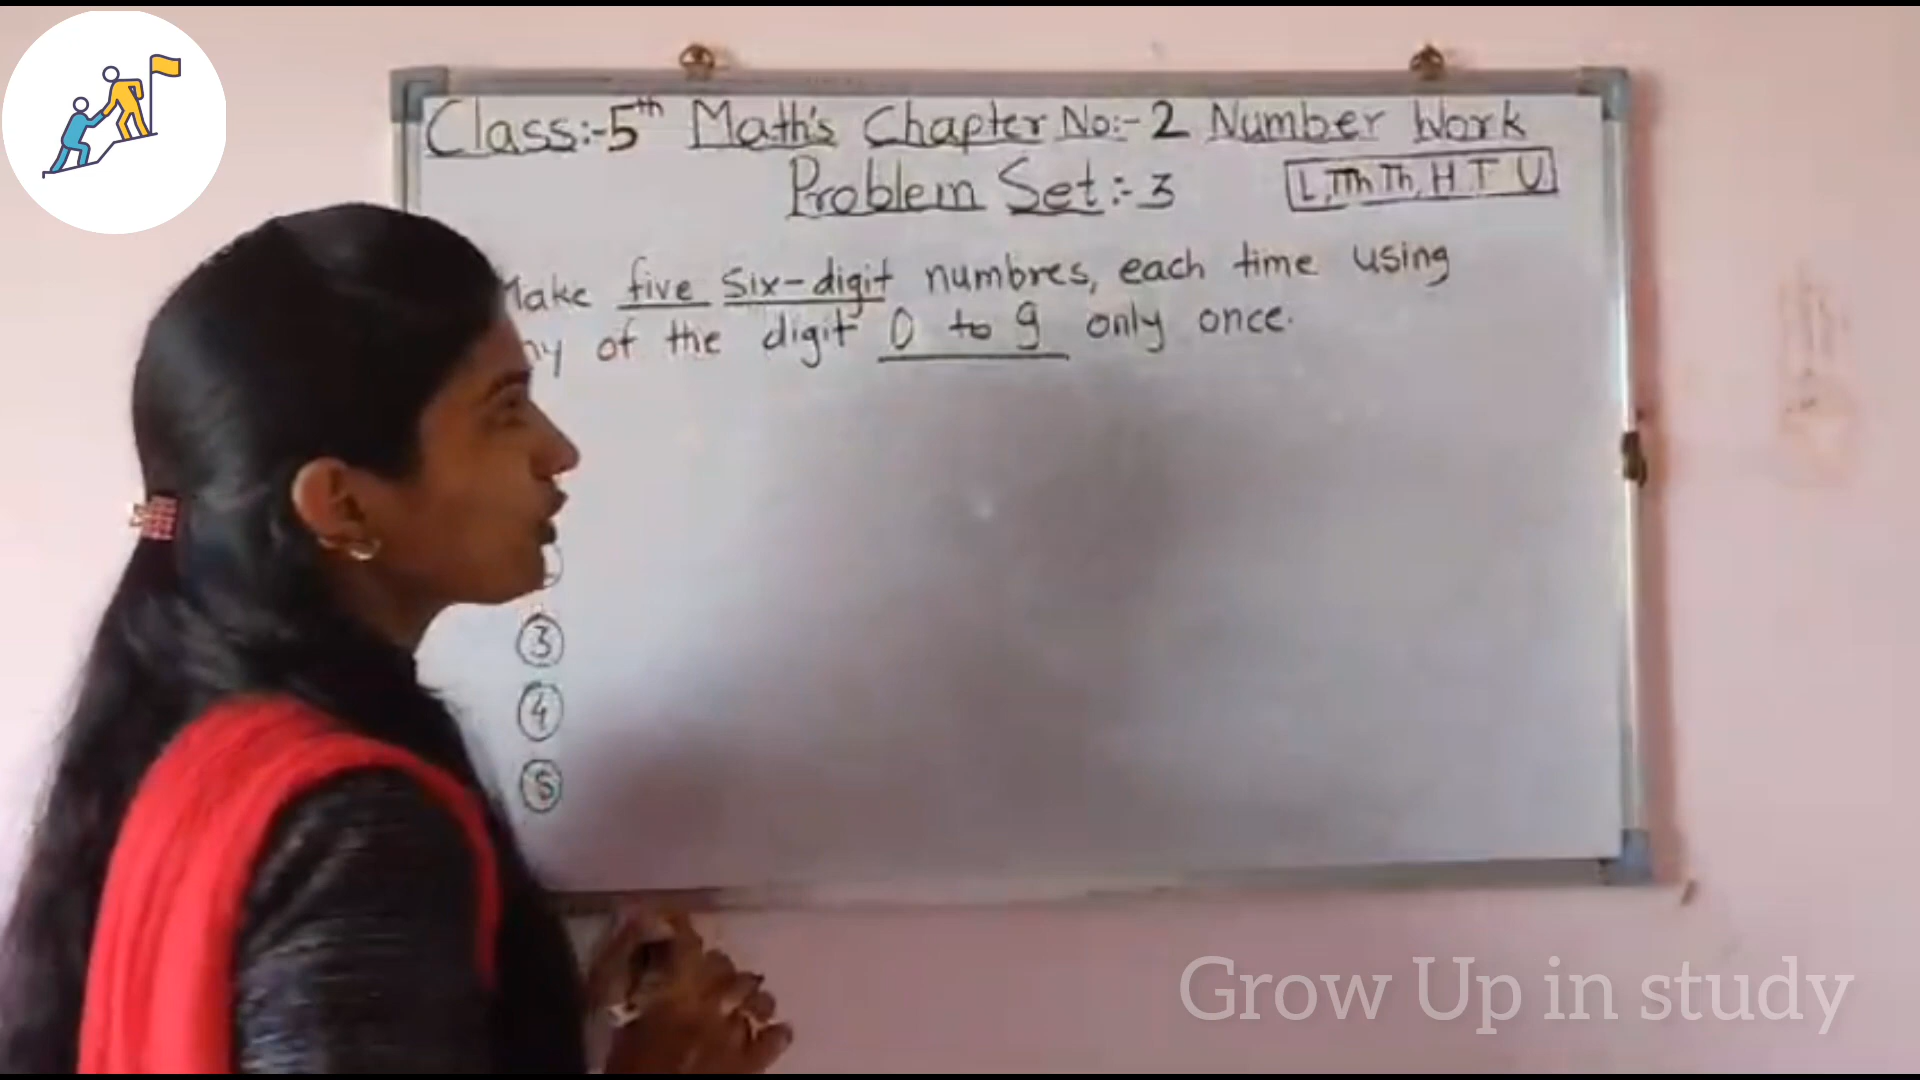 Class:-5th Math's Chapter No:- 2 Number Work
Problem Set:- 3
L, TTh Th, H T U
Make five six-digit numbres, each time using
of the digit 0 to 9 only once.
3
4
5
Grow Up in study